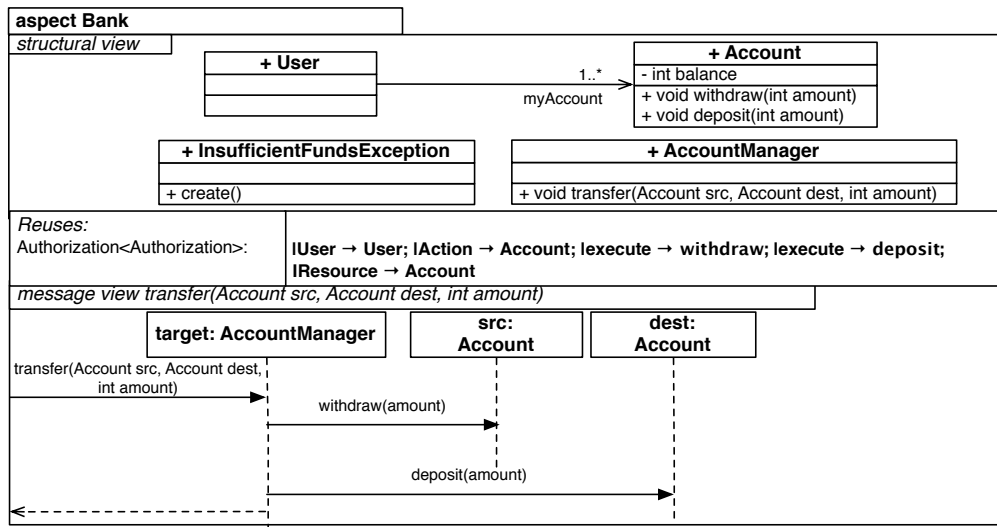 aspect Bank
structural view
+ User
1..*
myAccount
+ Account
- int balance
+ void withdraw(int amount)
+ void deposit(int amount)
+ InsufficientFundsException
+ create()
+ AccountManager
+ void transfer(Account src, Account dest, int amount)
Reuses:
Authorization<Authorization>:
|User → User; |Action → Account; |execute → withdraw; |execute → deposit;
|Resource → Account
message view transfer(Account src, Account dest, int amount)
target: AccountManager
src:
Account
dest:
Account
transfer(Account src, Account dest,
int amount)
withdraw(amount)
deposit(amount)